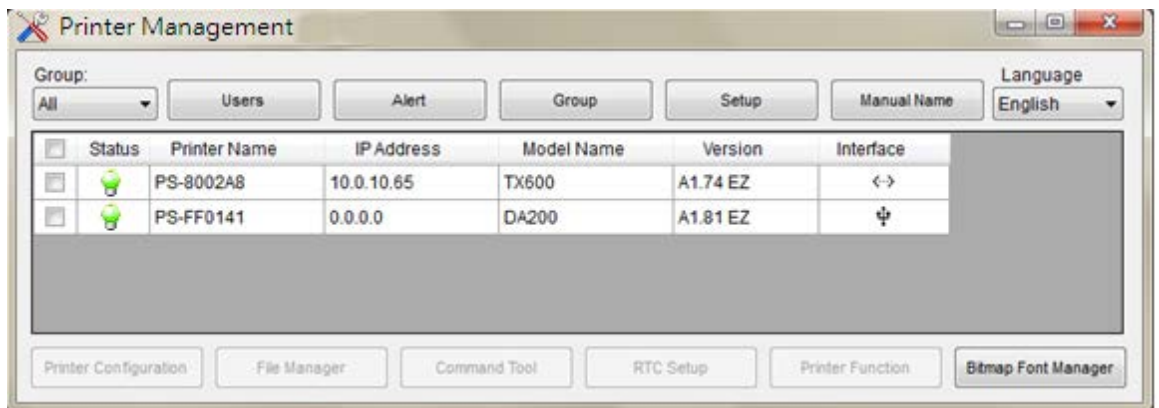 Printer Management
Group:
Language
All Users Alert Group Setup Manual Name English
Status Printer Name IP Address Model Name Version Interface
PS-8002A8 10.0.10.65 TX600 A1.74 EZ
PS-FF0141 0.0.0.0 DA200 A1.81 EZ
Printer Configuration File Manager Command Tool RTC Setup Printer Function Bitmap Font Manager